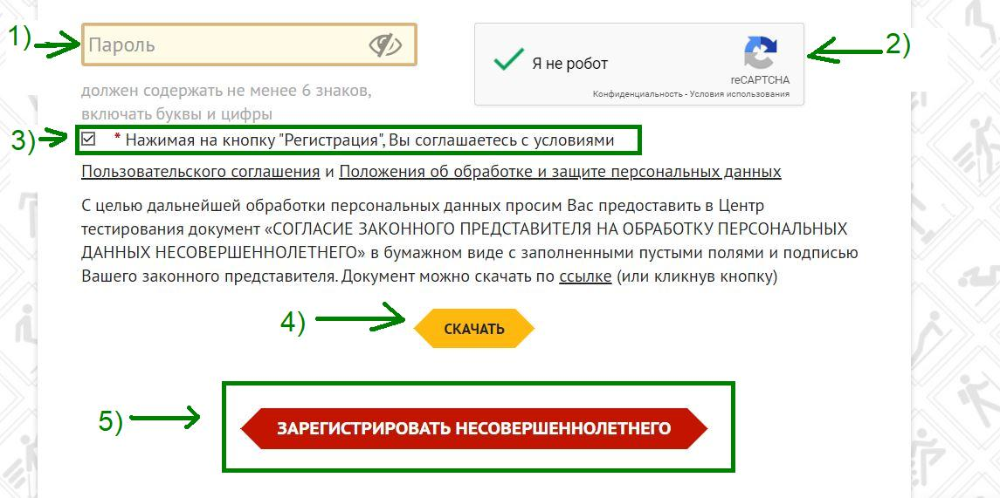 1)
Пароль
Я не робот
reCAPTCHA
Конфиденциальность - Условия использования
2)
должен содержать не менее 6 знаков,
включать буквы и цифры
3)
* Нажимая на кнопку "Регистрация", Вы соглашаетесь с условиями
Пользовательского соглашения и Положения об обработке и защите персональных данных
С целью дальнейшей обработки персональных данных просим Вас предоставить в Центр
тестирования документ «СОГЛАСИЕ ЗАКОННОГО ПРЕДСТАВИТЕЛЯ НА ОБРАБОТКУ ПЕРСОНАЛЬНЫХ
ДАННЫХ НЕСОВЕРШЕННОЛЕТНЕГО» в бумажном виде с заполненными пустыми полями и подписью
Вашего законного представителя. Документ можно скачать по ссылке (или кликнув кнопку)
4)
СКАЧАТЬ
5)
ЗАРЕГИСТРИРОВАТЬ НЕСОВЕРШЕННОЛЕТНЕГО